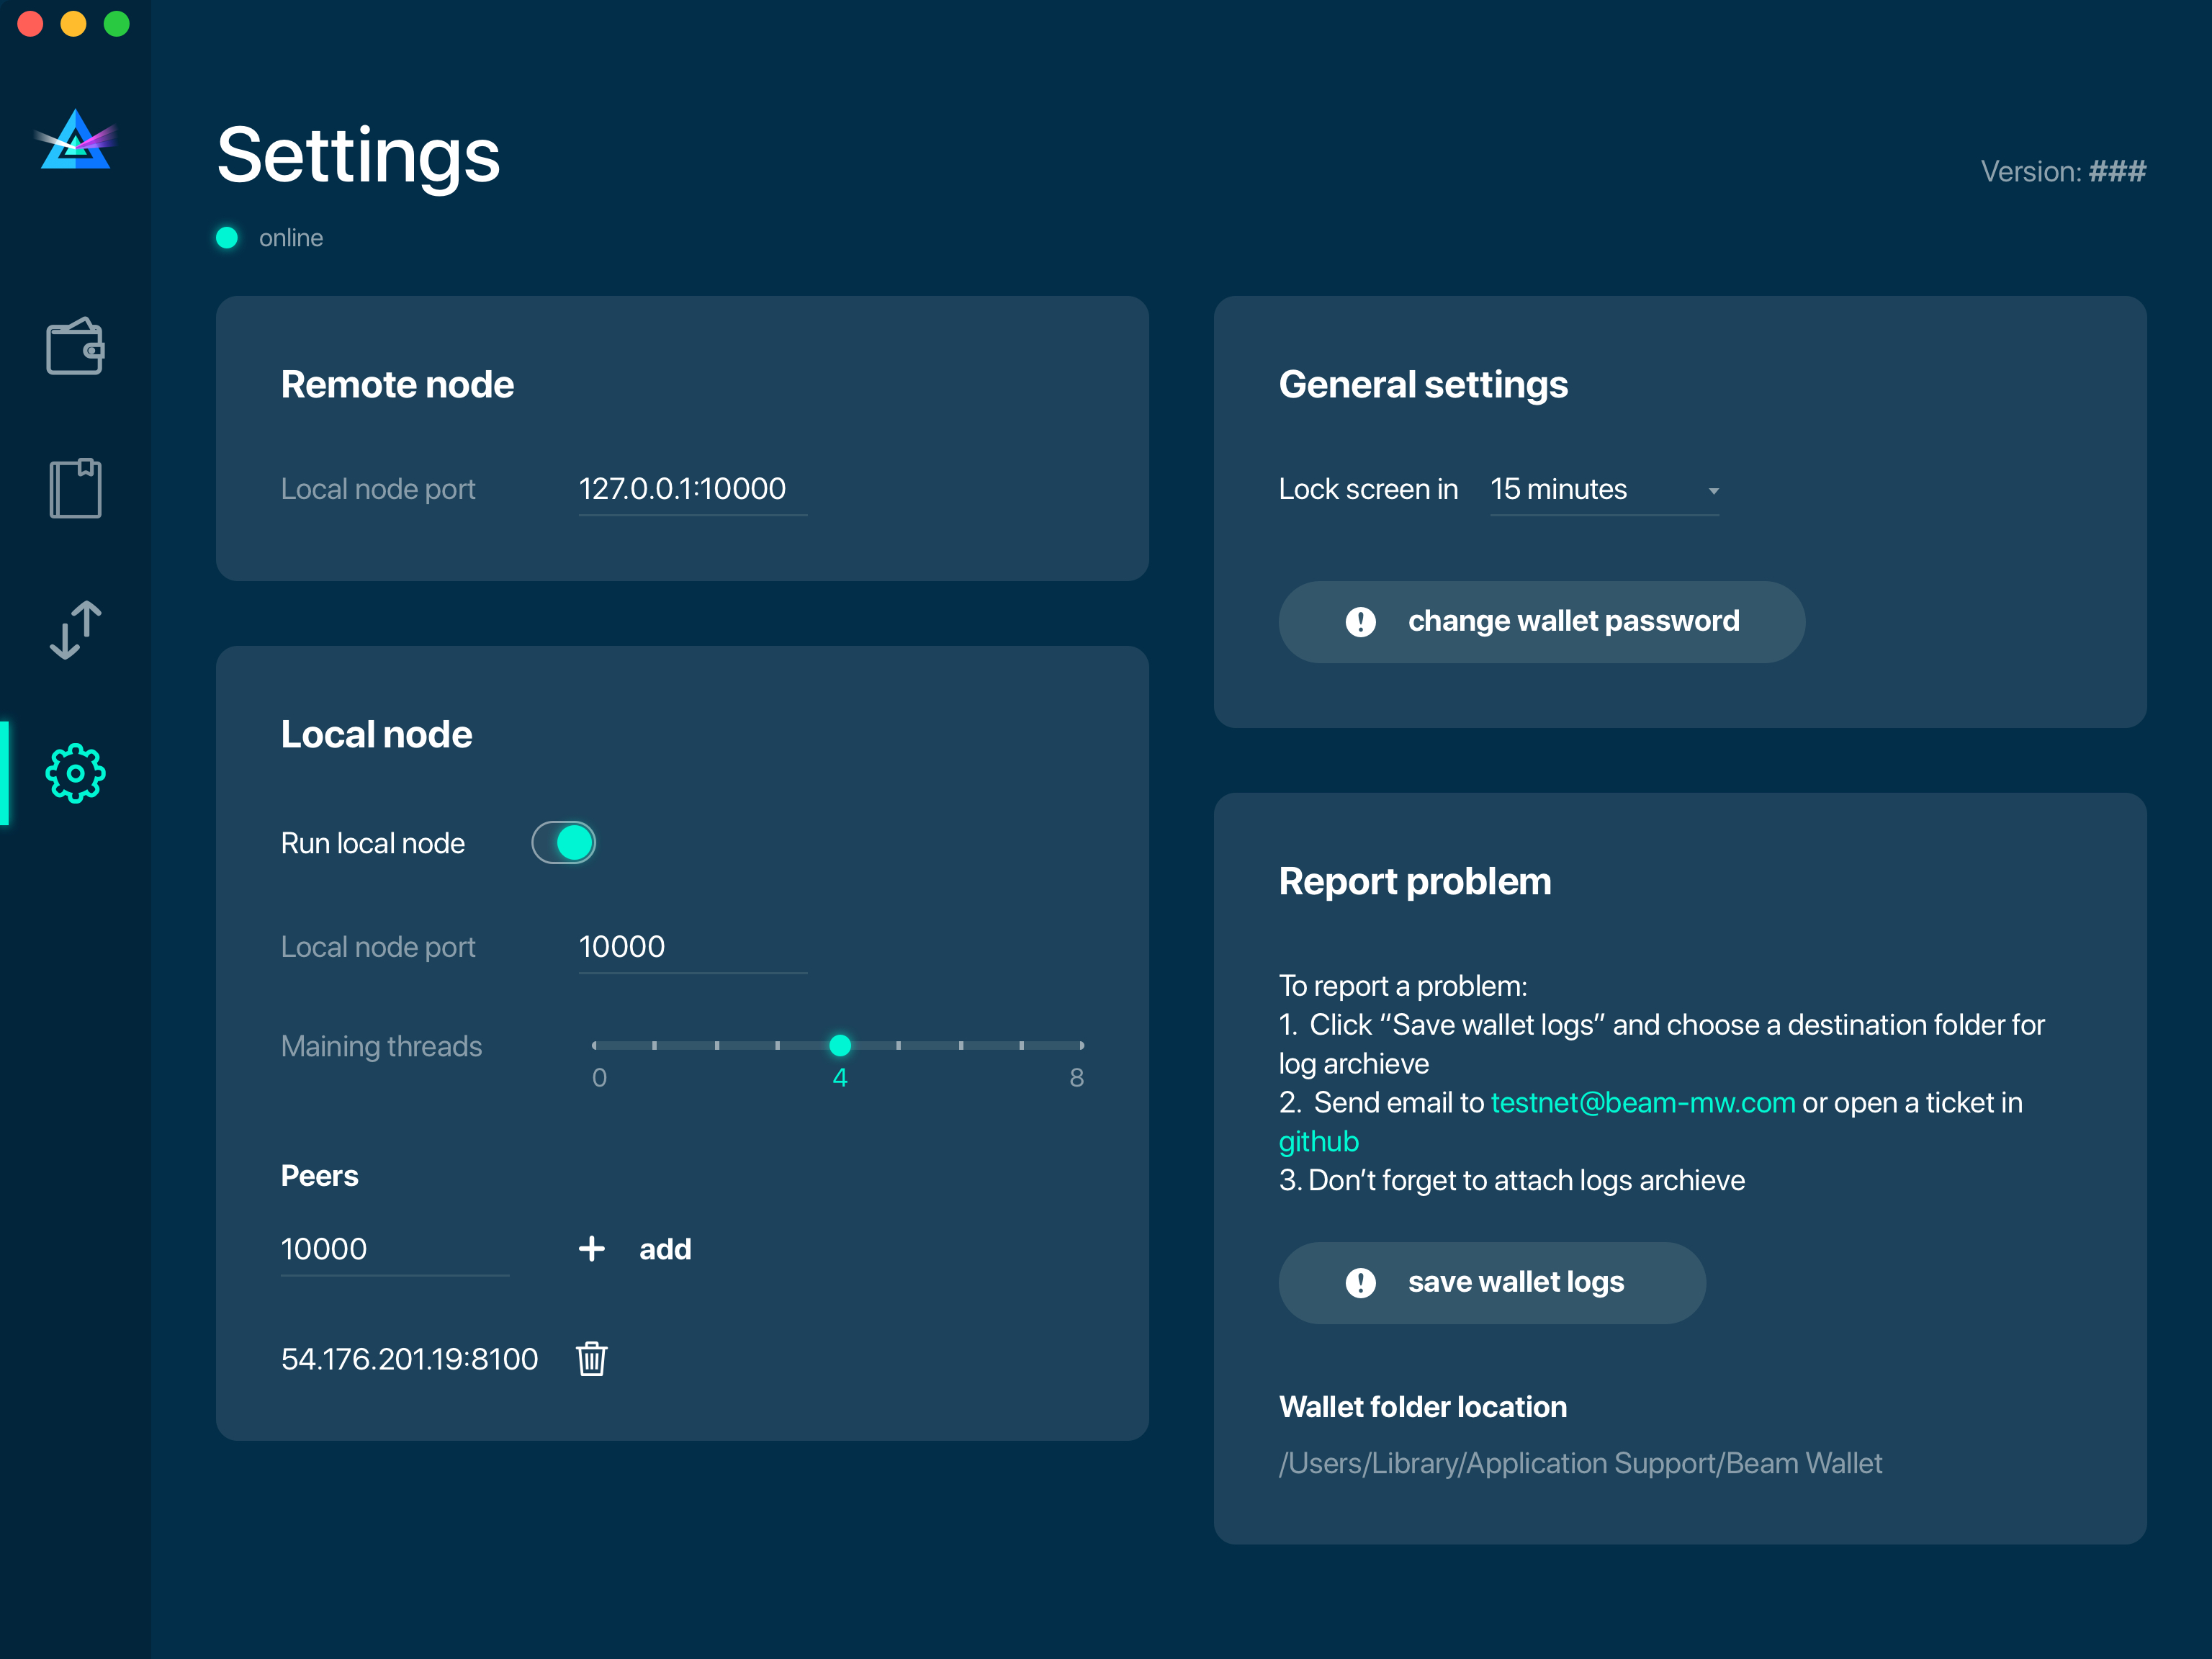 Settings
Version: ###
online
Remote node
Local node port
127.0.0.1:10000
Local node
Run local node
Local node port
10000
Maining threads
0
4
8
Peers
10000
add
54.176.201.19:8100
General settings
Lock screen in
15 minutes
change wallet password
Report problem
To report a problem:
1. Click “Save wallet logs” and choose a destination folder for
log archieve
2. Send email to testnet@beam-mw.com or open a ticket in
github
3. Don’t forget to attach logs archieve
save wallet logs
Wallet folder location
/Users/Library/Application Support/Beam Wallet